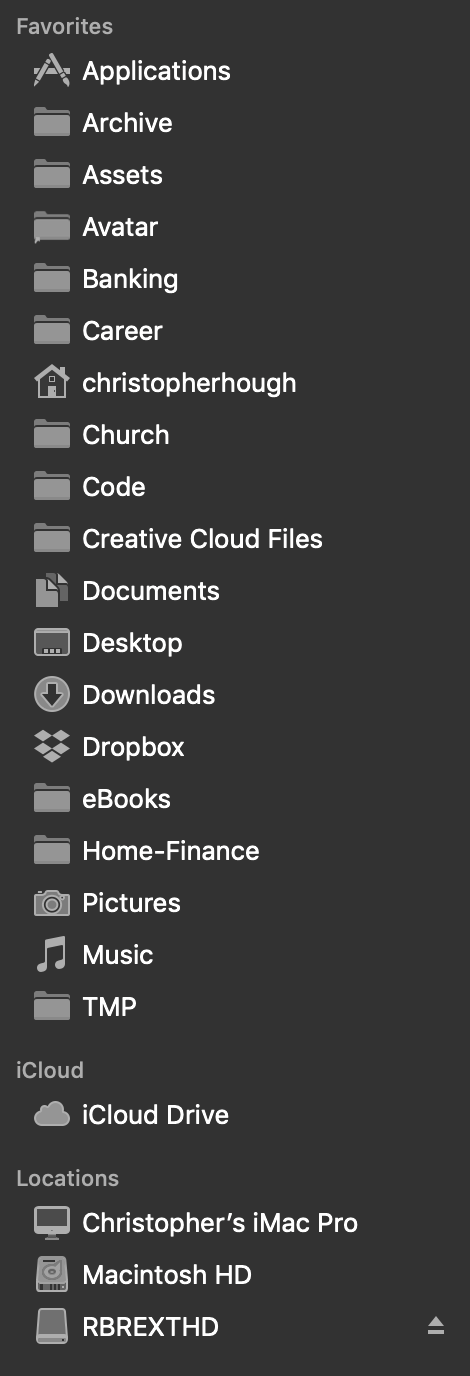 Favorites
Applications
Archive
Assets
Avatar
Banking
Career
christopherhough
Church
Code
Creative Cloud Files
Documents
Desktop
Downloads
Dropbox
eBooks
Home-Finance
Pictures
Music
TMP
iCloud
iCloud Drive
Locations
Christopher’s iMac Pro
Macintosh HD
RBREXTHD